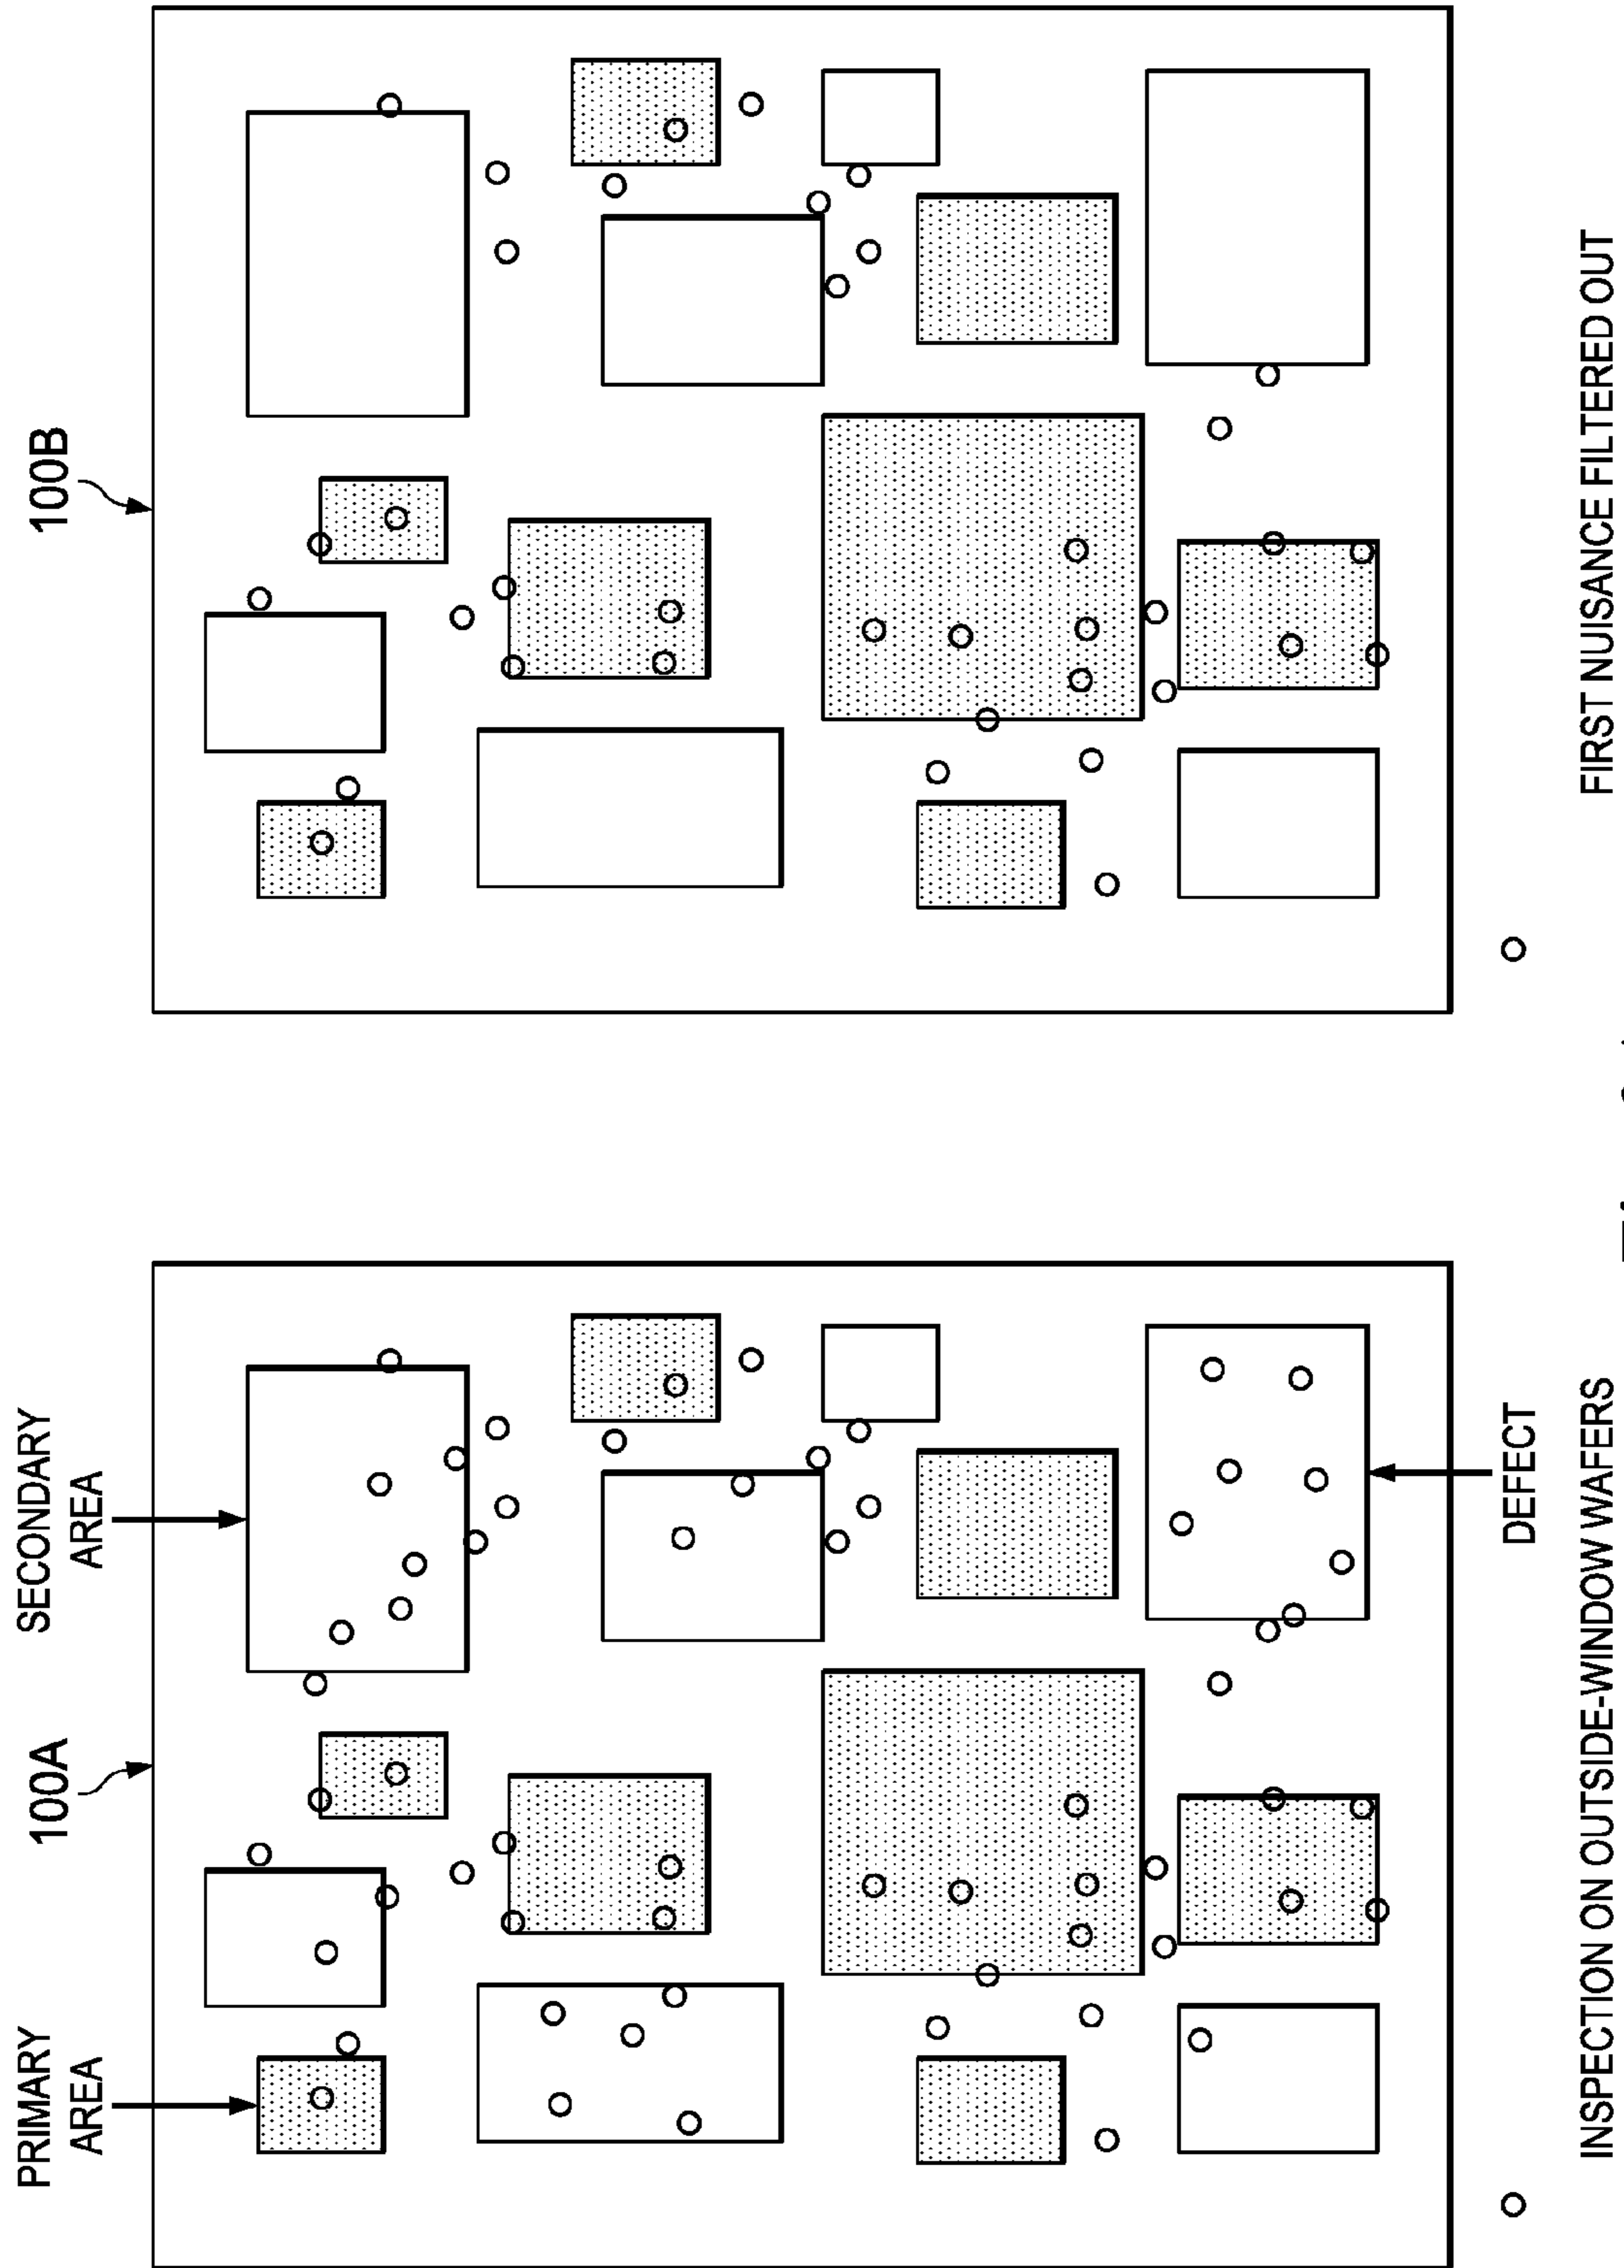 100A
100B
PRIMARY
AREA
SECONDARY
AREA
DEFECT
INSPECTION ON OUTSIDE-WINDOW WAFERS
FIRST NUISANCE FILTERED OUT